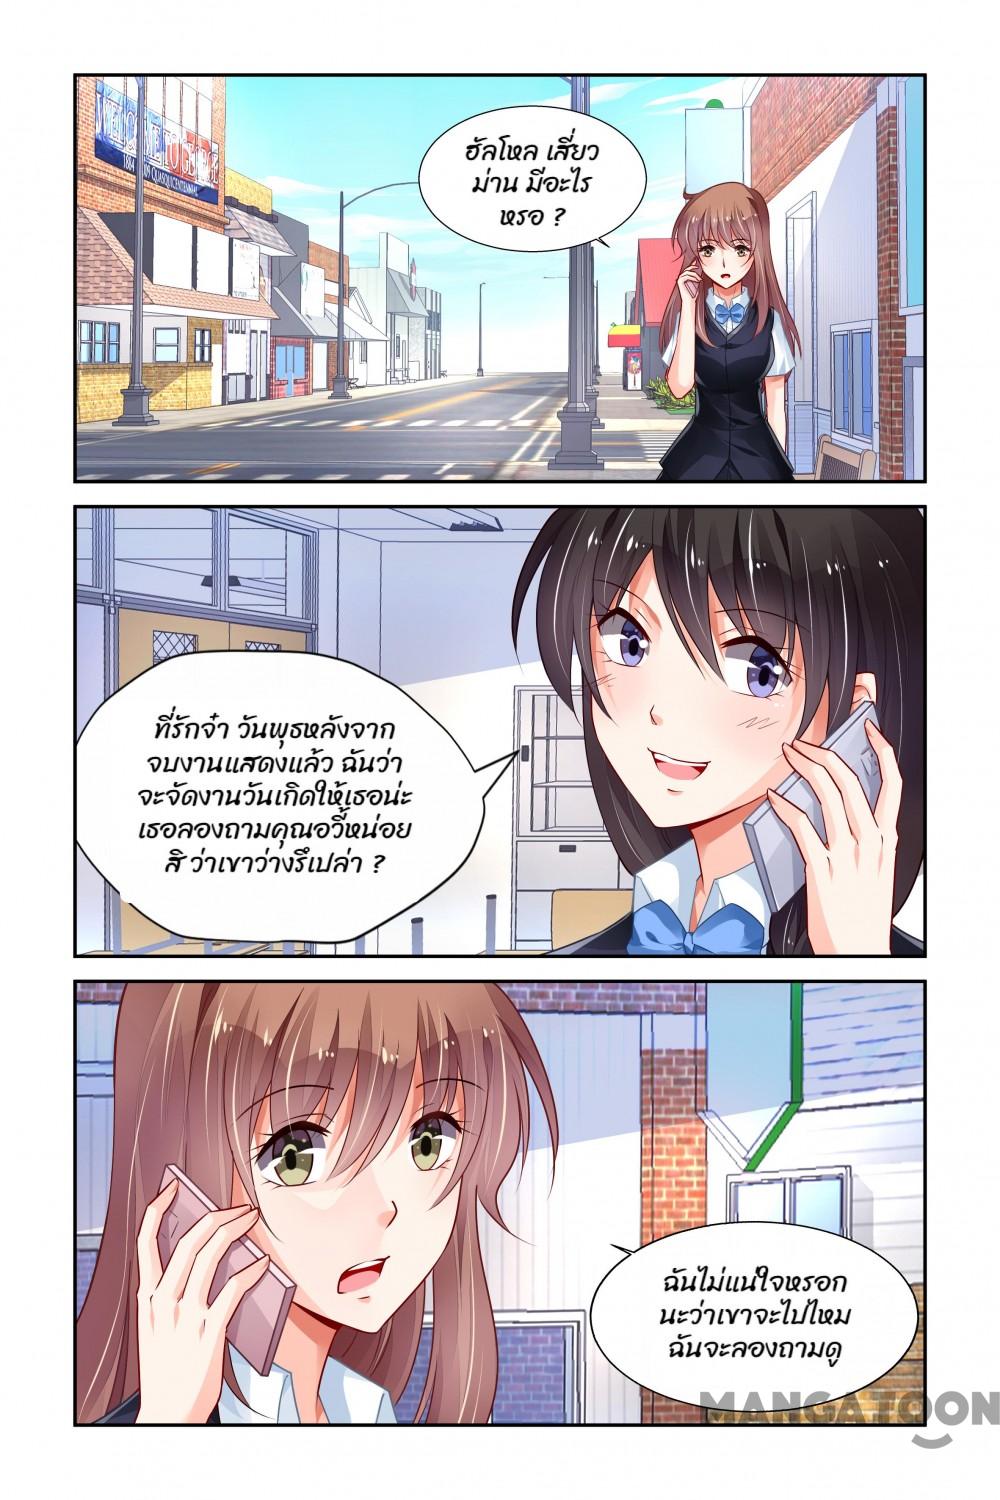 WELCOME TO GEORGE
1884-2009 QUASQUICENTENNIAL
ฮัลโหล เสี่ยว
ม่าน มีอะไร
หรอ ?
ที่รักจ๋า วันพุธหลังจาก
จบงานแสดงแล้ว ฉันว่า
จะจัดงานวันเกิดให้เธอน่ะ
เธอลองถามคุณอวี้หน่อย
สิ ว่าเขาว่างรึเปล่า ?
ฉันไม่แน่ใจหรอก
นะว่าเขาจะไปไหม
ฉันจะลองถามดู
MANGATOON